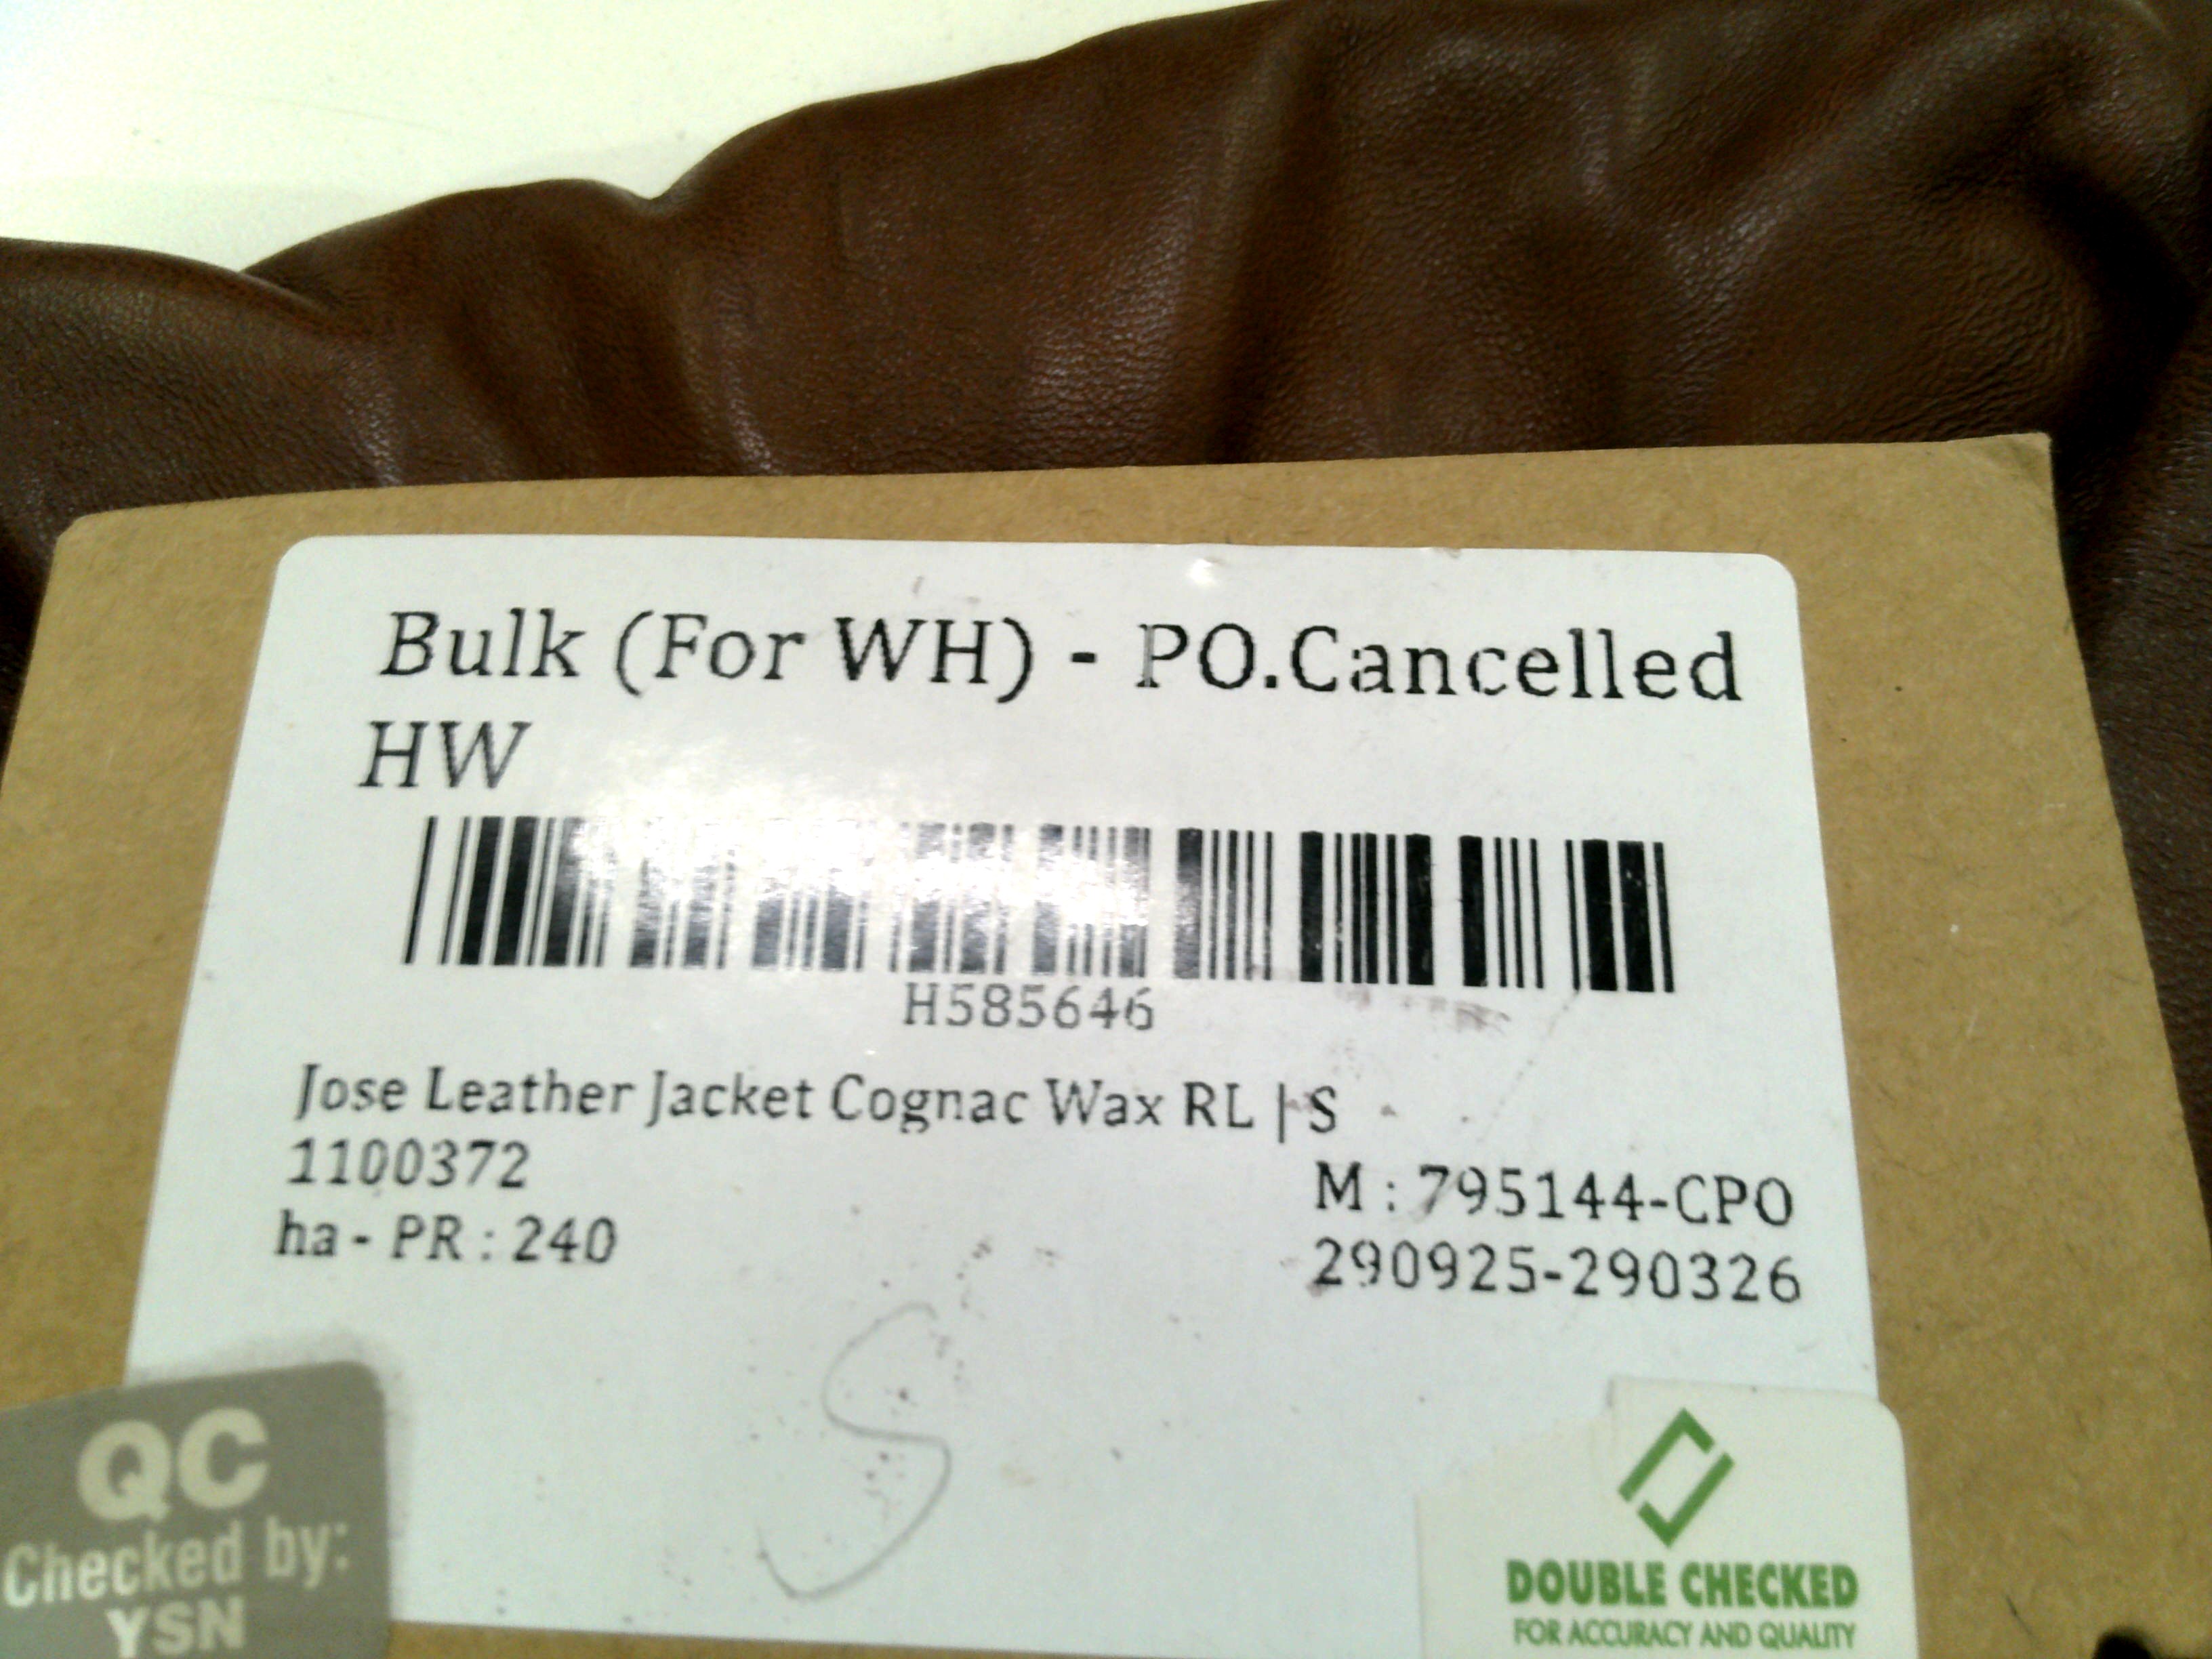 Bulk (For WH) - PO.Cancelled
HW
H585646
Jose Leather Jacket Cognac Wax RL | S
1100372
M : 795144-CPO
ha - PR : 240
290925-290326
S
QC
Checked by:
YSN
DOUBLE CHECKED
FOR ACCURACY AND QUALITY